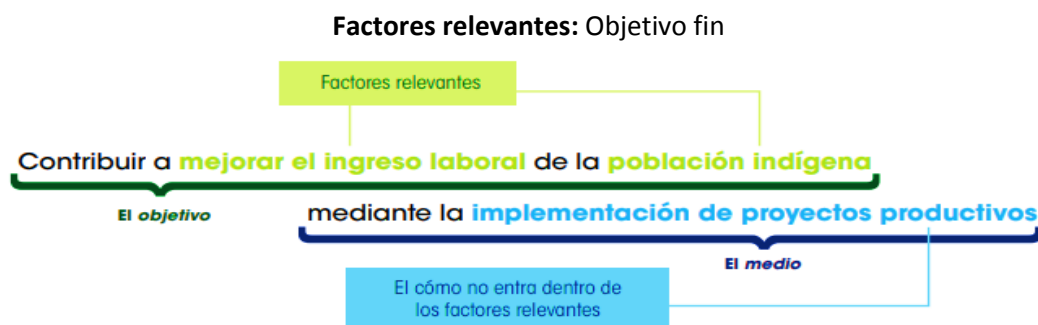 Factores relevantes: Objetivo fin
Factores relevantes
Contribuir a mejorar el ingreso laboral de la población indígena
El objetivo
mediante la implementación de proyectos productivos
El medio
El cómo no entra dentro de
los factores relevantes